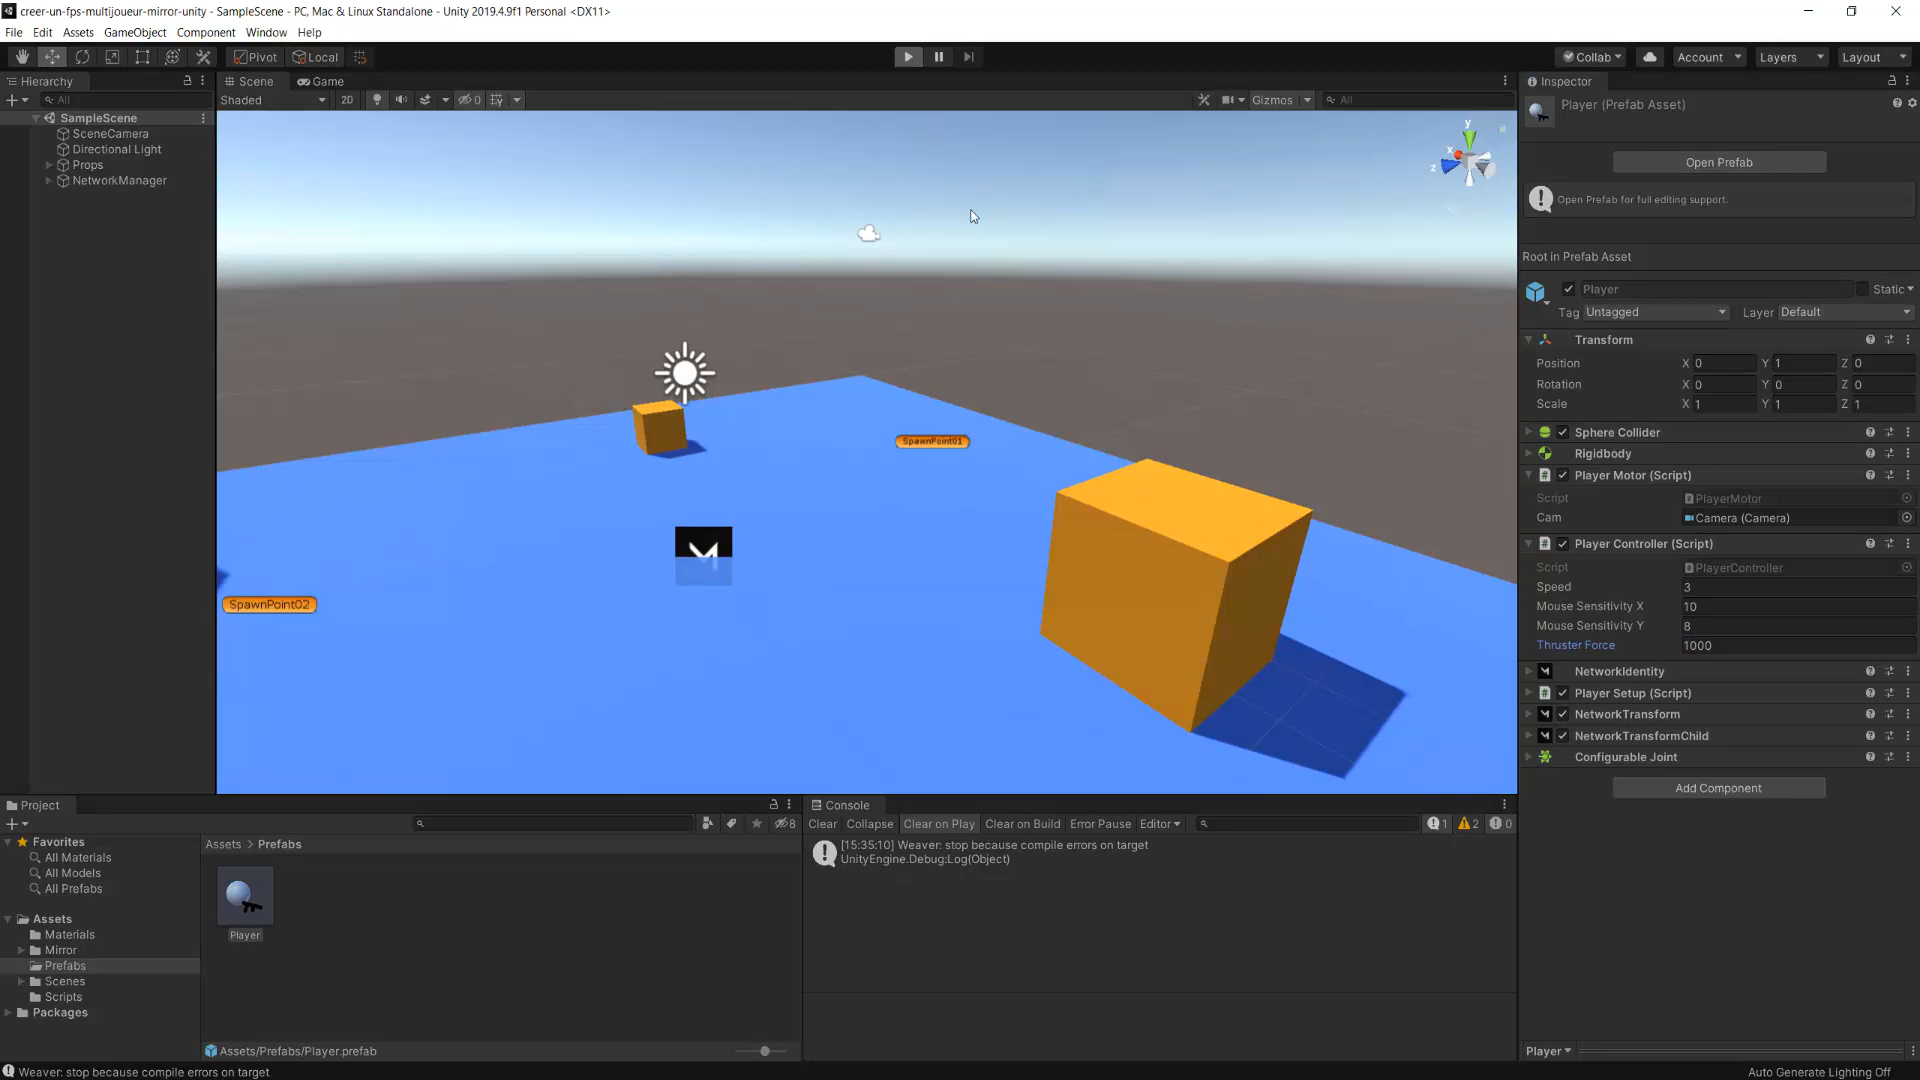 creer-un-fps-multijoueur-mirror-unity - SampleScene - PC, Mac & Linux Standalone - Unity 2019.4.9f1 Personal <DX11>
File Edit Assets GameObject Component Window Help
Pivot Local Collab Account Layers Layout
Hierarchy
All
SampleScene
SceneCamera
Directional Light
Props
NetworkManager
Scene Game
Shaded 2D 0 Gizmos All
SpawnPoint01
SpawnPoint02
y
x
z
Inspector
Player (Prefab Asset)
Open Prefab
Open Prefab for full editing support.
Root in Prefab Asset
Player Static
Tag Untagged Layer Default
Transform
Position X 0 Y 1 Z 0
Rotation X 0 Y 0 Z 0
Scale X 1 Y 1 Z 1
Sphere Collider
Rigidbody
Player Motor (Script)
Script PlayerMotor
Cam Camera (Camera)
Player Controller (Script)
Script PlayerController
Speed 3
Mouse Sensitivity X 10
Mouse Sensitivity Y 8
Thruster Force 1000
NetworkIdentity
Player Setup (Script)
NetworkTransform
NetworkTransformChild
Configurable Joint
Add Component
Player
Project
8
Favorites
All Materials
All Models
All Prefabs
Assets
Materials
Mirror
Prefabs
Scenes
Scripts
Packages
Assets > Prefabs
Player
Assets/Prefabs/Player.prefab
Console
Clear Collapse Clear on Play Clear on Build Error Pause Editor 1 2 0
[15:35:10] Weaver: stop because compile errors on target
UnityEngine.Debug:Log(Object)
Weaver: stop because compile errors on target
Auto Generate Lighting Off